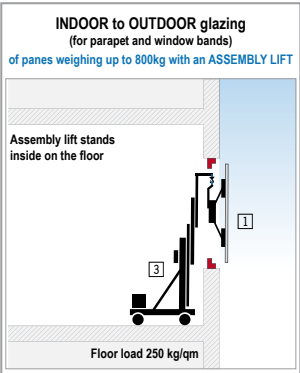 INDOOR to OUTDOOR glazing
(for parapet and window bands)
of panes weighing up to 800kg with an ASSEMBLY LIFT
Assembly lift stands
inside on the floor
1
3
Floor load 250 kg/qm